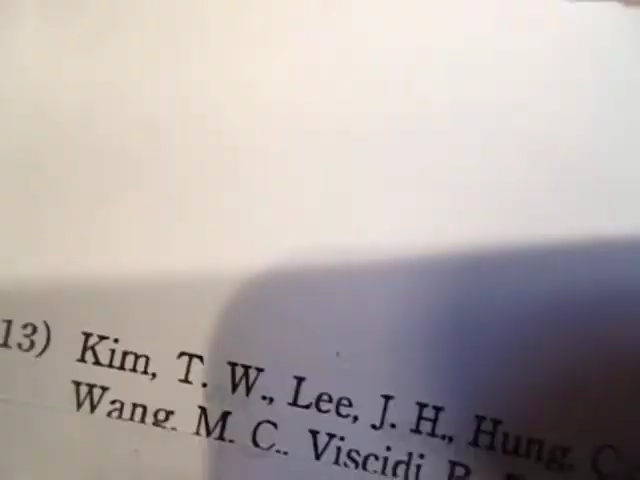 13) Kim, T. W., Lee, J. H., Hung, C.
Wang, M. C., Viscidi, R.